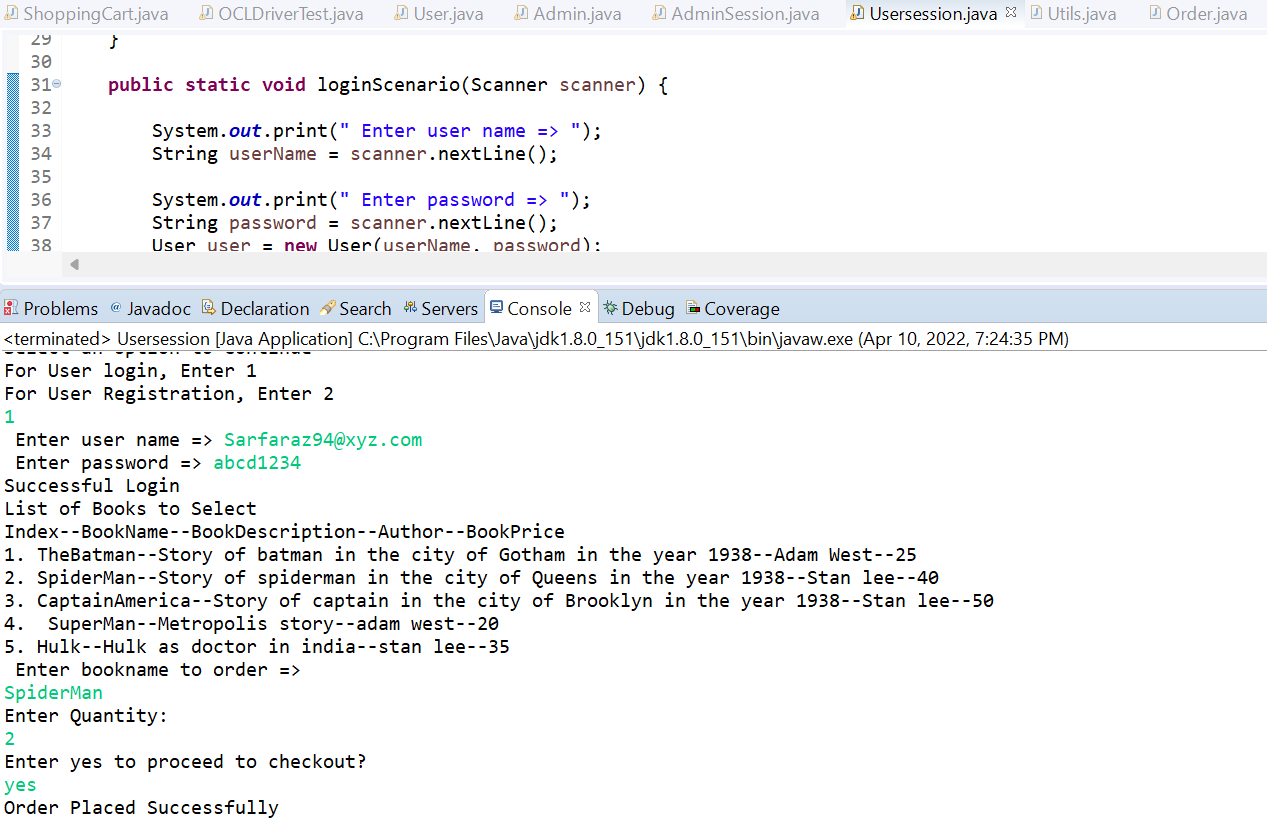 ShoppingCart.java OCLDriverTest.java User.java Admin.java AdminSession.java Usersession.java Utils.java Order.java
29 }
30
31 public static void loginScenario(Scanner scanner) {
32
33 System.out.print(" Enter user name => ");
34 String userName = scanner.nextLine();
35
36 System.out.print(" Enter password => ");
37 String password = scanner.nextLine();
38 User user = new User(userName, password);
Problems Javadoc Declaration Search Servers Console Debug Coverage
<terminated> Usersession [Java Application] C:\Program Files\Java\jdk1.8.0_151\jdk1.8.0_151\bin\javaw.exe (Apr 10, 2022, 7:24:35 PM)
Select an option to continue
For User login, Enter 1
For User Registration, Enter 2
1
Enter user name => Sarfaraz94@xyz.com
Enter password => abcd1234
Successful Login
List of Books to Select
Index--BookName--BookDescription--Author--BookPrice
1. TheBatman--Story of batman in the city of Gotham in the year 1938--Adam West--25
2. SpiderMan--Story of spiderman in the city of Queens in the year 1938--Stan lee--40
3. CaptainAmerica--Story of captain in the city of Brooklyn in the year 1938--Stan lee--50
4.  SuperMan--Metropolis story--adam west--20
5. Hulk--Hulk as doctor in india--stan lee--35
Enter bookname to order =>
SpiderMan
Enter Quantity:
2
Enter yes to proceed to checkout?
yes
Order Placed Successfully